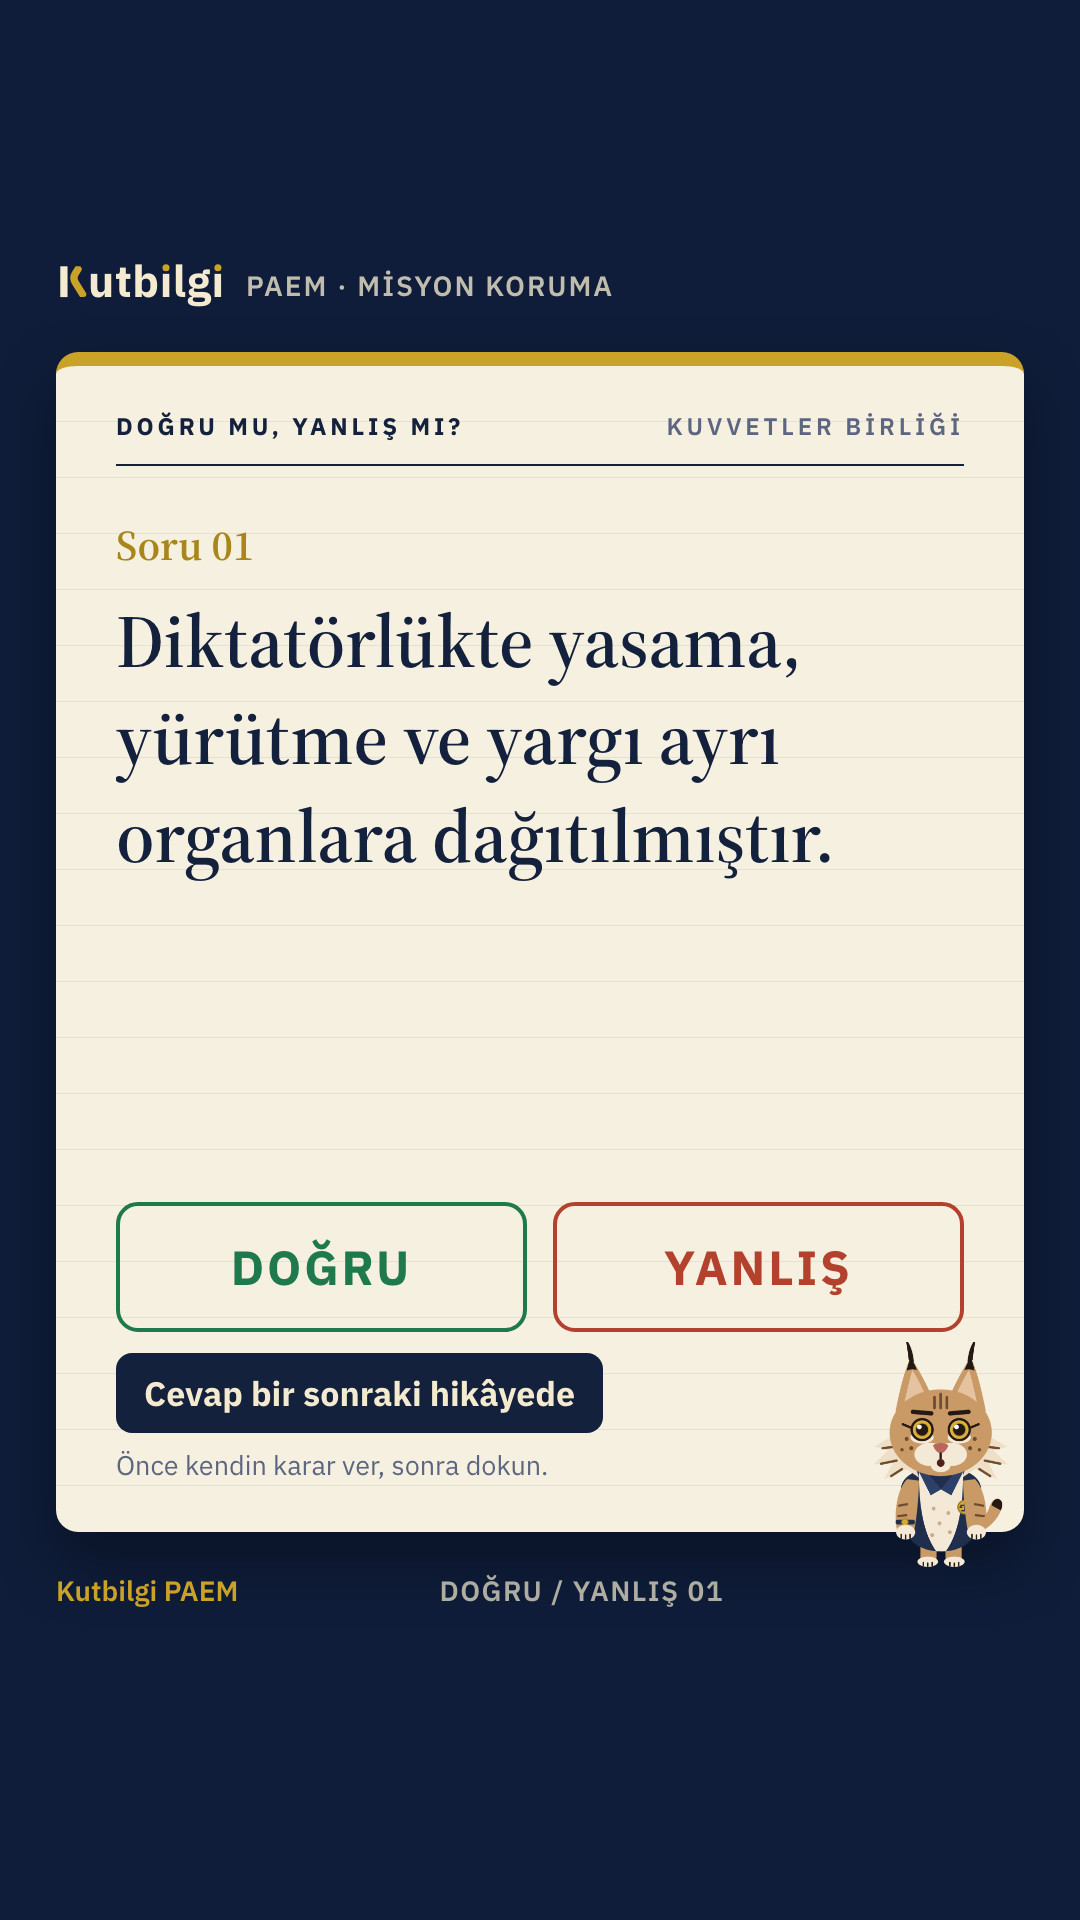 Kutbilgi PAEM · MİSYON KORUMA
DOĞRU MU, YANLIŞ MI? KUVVETLER BİRLİĞİ
Soru 01
Diktatörlükte yasama,
yürütme ve yargı ayrı
organlara dağıtılmıştır.
DOĞRU YANLIŞ
Cevap bir sonraki hikâyede
Önce kendin karar ver, sonra dokun.
Kutbilgi PAEM DOĞRU / YANLIŞ 01